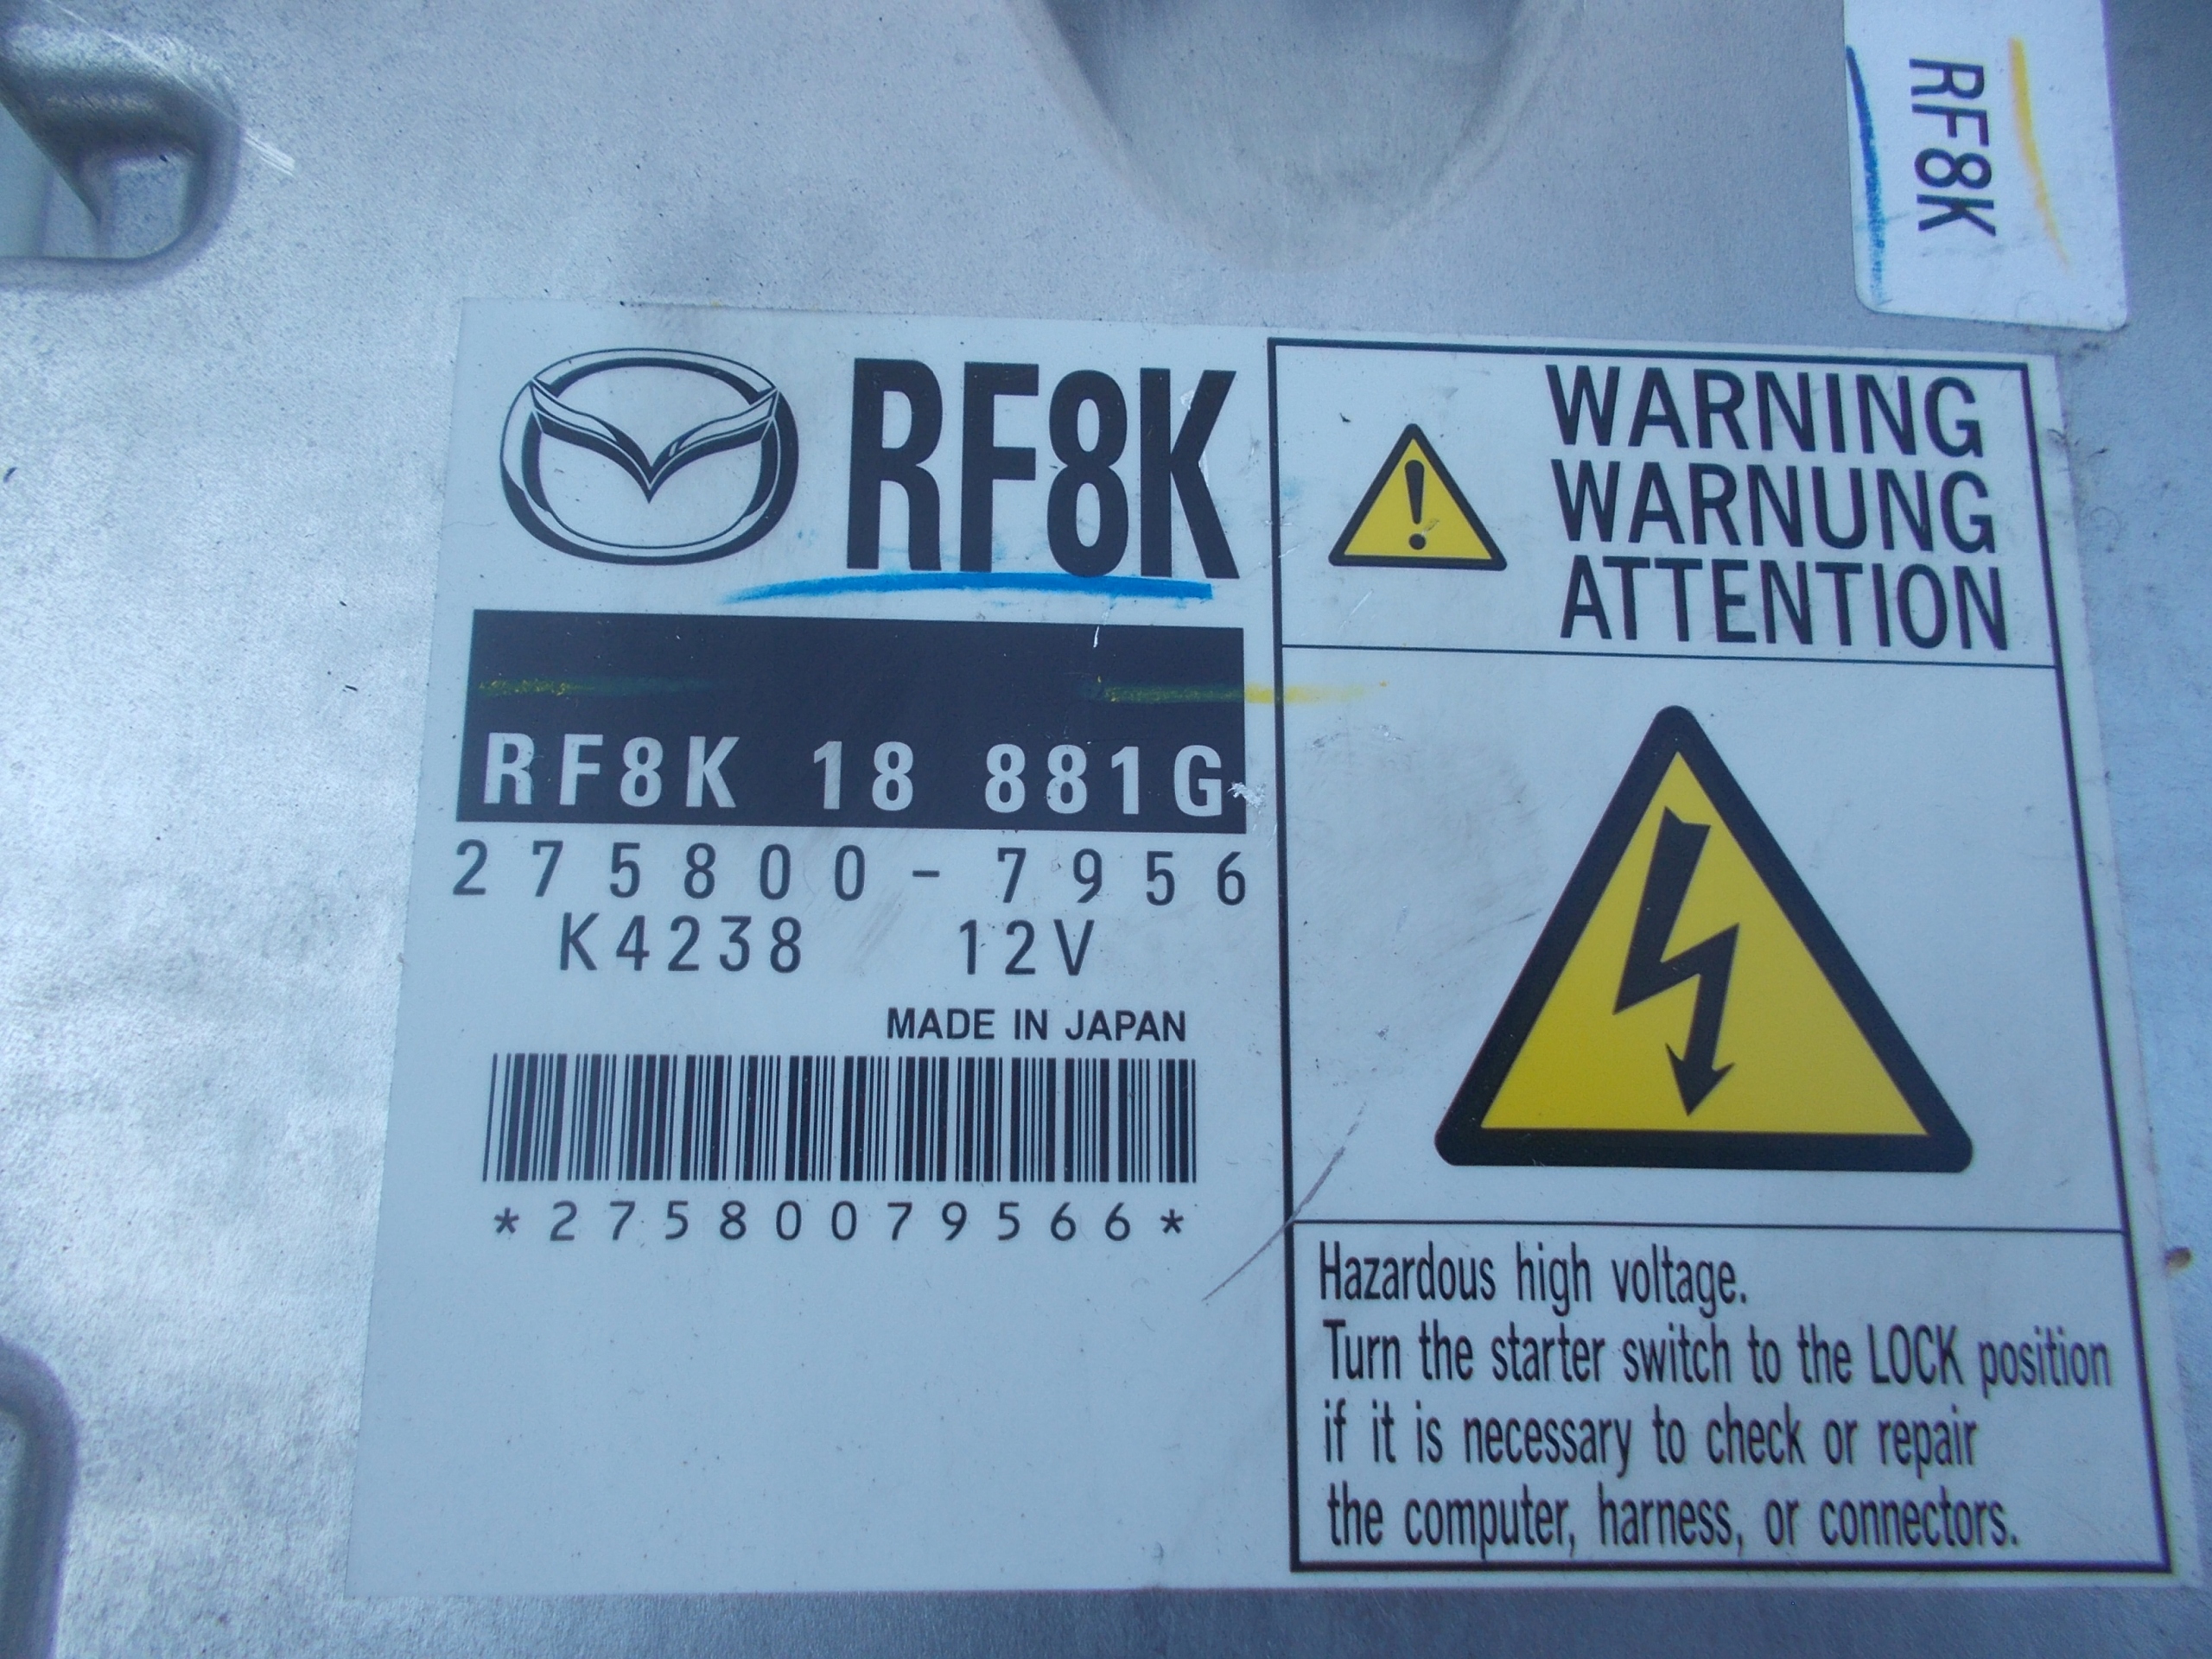 RF8K
RF8K
RF8K 18 881G
275800-7956
K4238 12V
MADE IN JAPAN
*27580079566*
WARNING
WARNUNG
ATTENTION
Hazardous high voltage.
Turn the starter switch to the LOCK position
if it is necessary to check or repair
the computer, harness, or connectors.